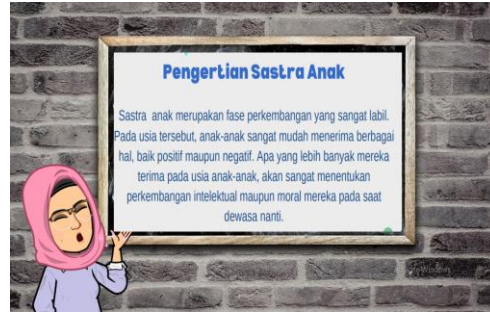 Pengertian Sastra Anak
Sastra anak merupakan fase perkembangan yang sangat labil.
Pada usia tersebut, anak-anak sangat mudah menerima berbagai
hal, baik positif maupun negatif. Apa yang lebih banyak mereka
terima pada usia anak-anak, akan sangat menentukan
perkembangan intelektual maupun moral mereka pada saat
dewasa nanti.